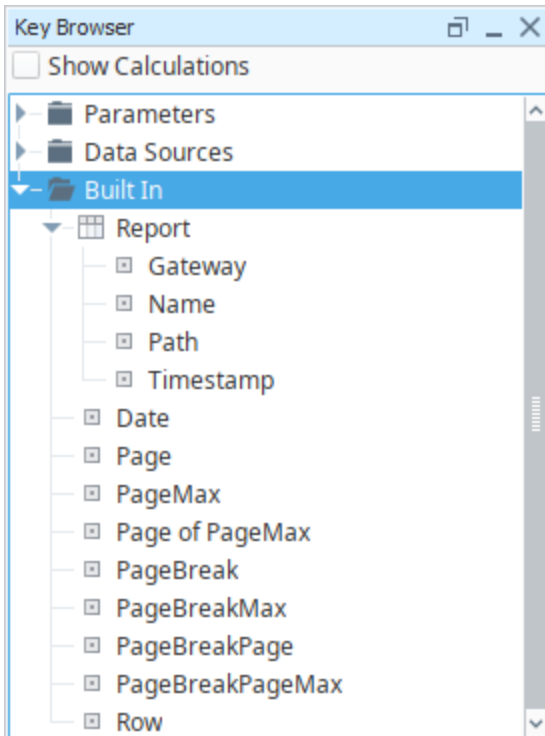 Key Browser
Show Calculations
Parameters
Data Sources
Built In
Report
Gateway
Name
Path
Timestamp
Date
Page
PageMax
Page of PageMax
PageBreak
PageBreakMax
PageBreakPage
PageBreakPageMax
Row